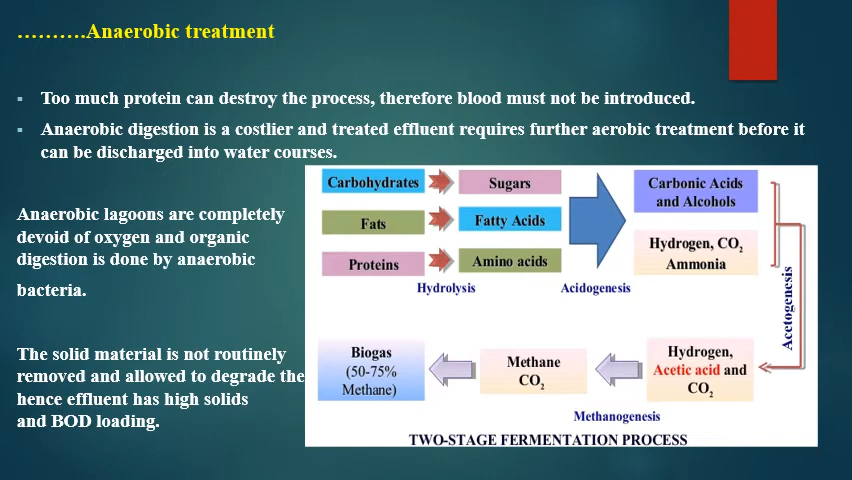 ……….Anaerobic treatment
▪ Too much protein can destroy the process, therefore blood must not be introduced.
▪ Anaerobic digestion is a costlier and treated effluent requires further aerobic treatment before it
can be discharged into water courses.
Anaerobic lagoons are completely
devoid of oxygen and organic
digestion is done by anaerobic
bacteria.
The solid material is not routinely
removed and allowed to degrade the
hence effluent has high solids
and BOD loading.
Carbohydrates
Sugars
Carbonic Acids
and Alcohols
Fats
Fatty Acids
Hydrogen, CO₂
Ammonia
Proteins
Amino acids
Hydrolysis
Acidogenesis
Acetogenesis
Biogas
(50-75%
Methane)
Methane
CO₂
Hydrogen,
Acetic acid and
CO₂
Methanogenesis
TWO-STAGE FERMENTATION PROCESS